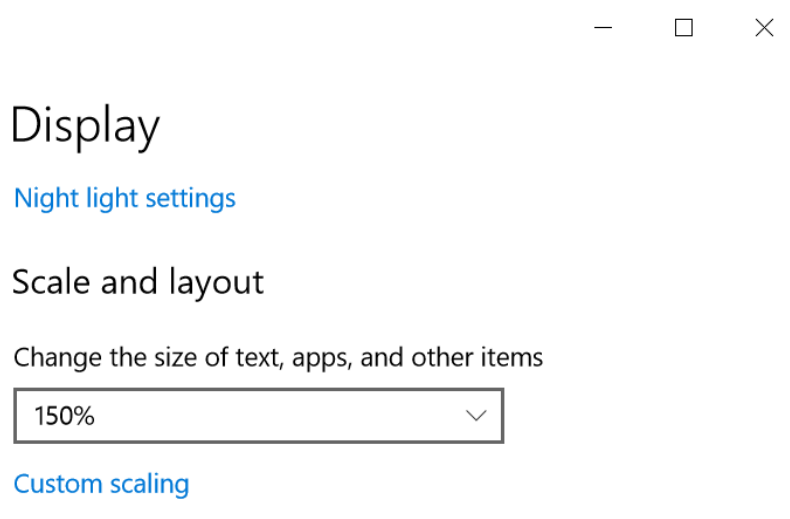 Display
Night light settings
Scale and layout
Change the size of text, apps, and other items
150%
Custom scaling